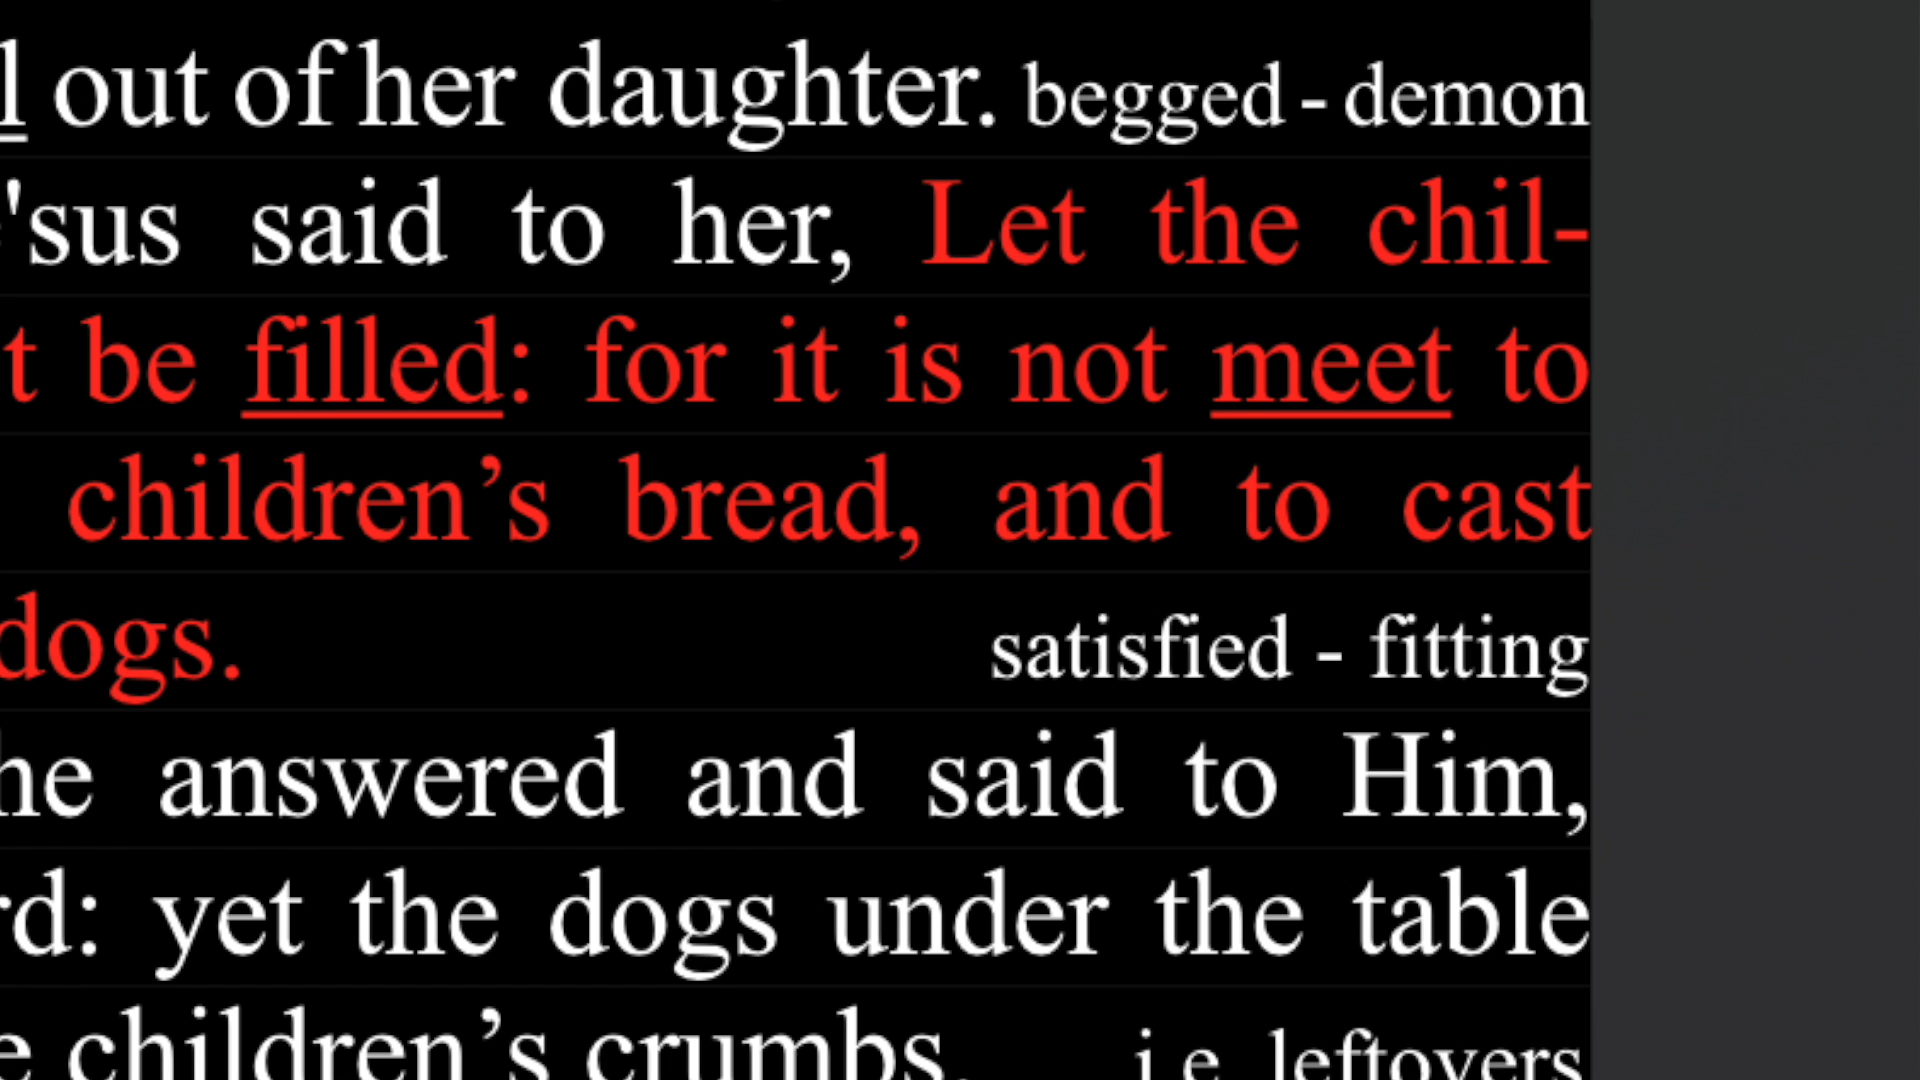 l out of her daughter. begged - demon
'sus said to her, Let the chil-
t be filled: for it is not meet to
children’s bread, and to cast
dogs.
satisfied - fitting
he answered and said to Him,
rd: yet the dogs under the table
e children’s crumbs. i.e. leftovers